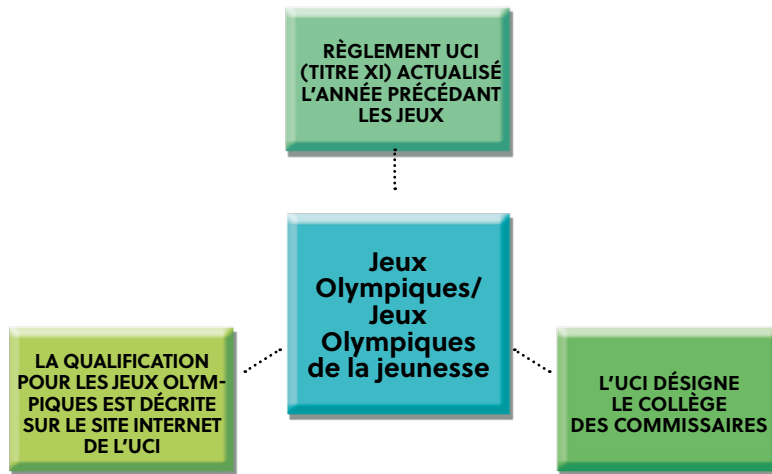 RÈGLEMENT UCI
(TITRE XI) ACTUALISÉ
L'ANNÉE PRÉCÉDANT
LES JEUX
Jeux
Olympiques/
Jeux
Olympiques
de la jeunesse
LA QUALIFICATION
POUR LES JEUX OLYM-
PIQUES EST DÉCRITE
SUR LE SITE INTERNET
DE L'UCI
L'UCI DÉSIGNE
LE COLLÈGE
DES COMMISSAIRES